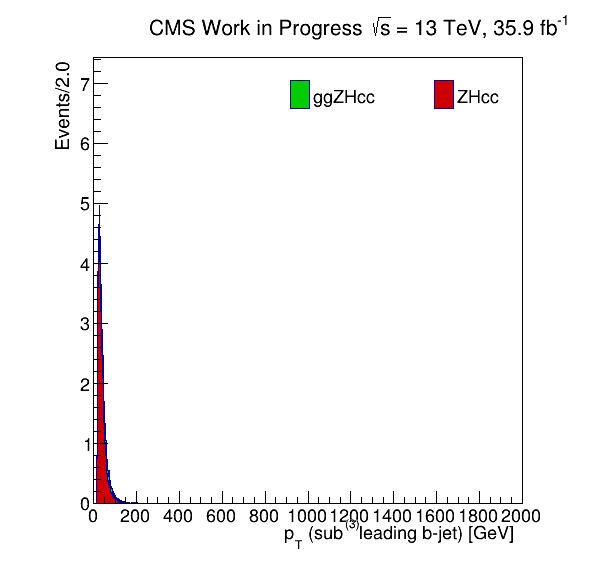 CMS Work in Progress √s = 13 TeV, 35.9 fb⁻¹
Events/2.0
ggZHcc ZHcc
7
6
5
4
3
2
1
0
0 200 400 600 800 1000 1200 1400 1600 1800 2000
p_T (sub⁽³⁾leading b-jet) [GeV]